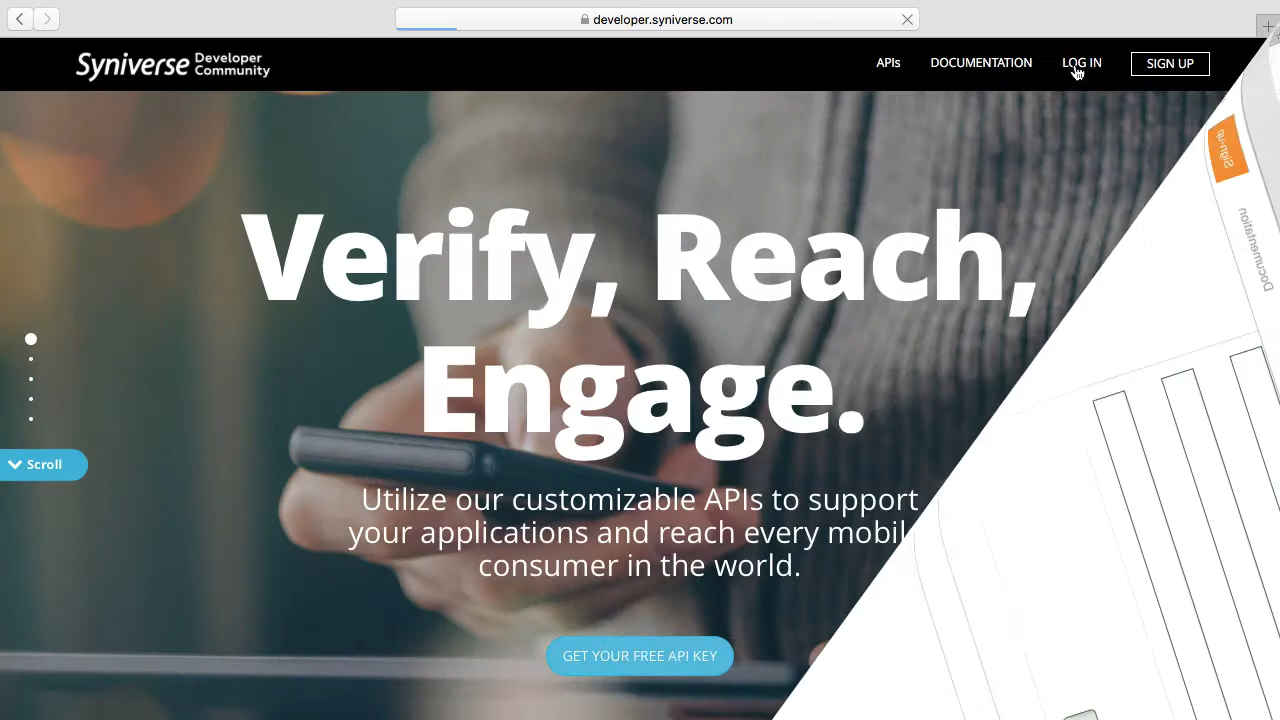 developer.syniverse.com
Syniverse Developer Community
APIs DOCUMENTATION LOG IN SIGN UP
Sign-up
Documentation
Verify, Reach,
Engage.
Scroll
Utilize our customizable APIs to support
your applications and reach every mobil
consumer in the world.
GET YOUR FREE API KEY